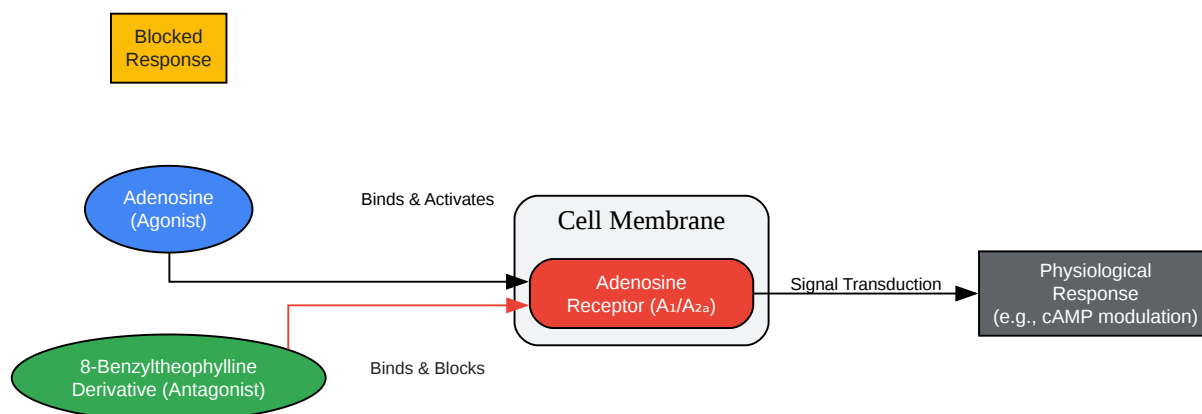 Blocked
Response
Adenosine
(Agonist)
Binds & Activates
Cell Membrane
Adenosine
Receptor (A₁/A₂ₐ)
Signal Transduction
Physiological
Response
(e.g., cAMP modulation)
8-Benzyltheophylline
Derivative (Antagonist)
Binds & Blocks